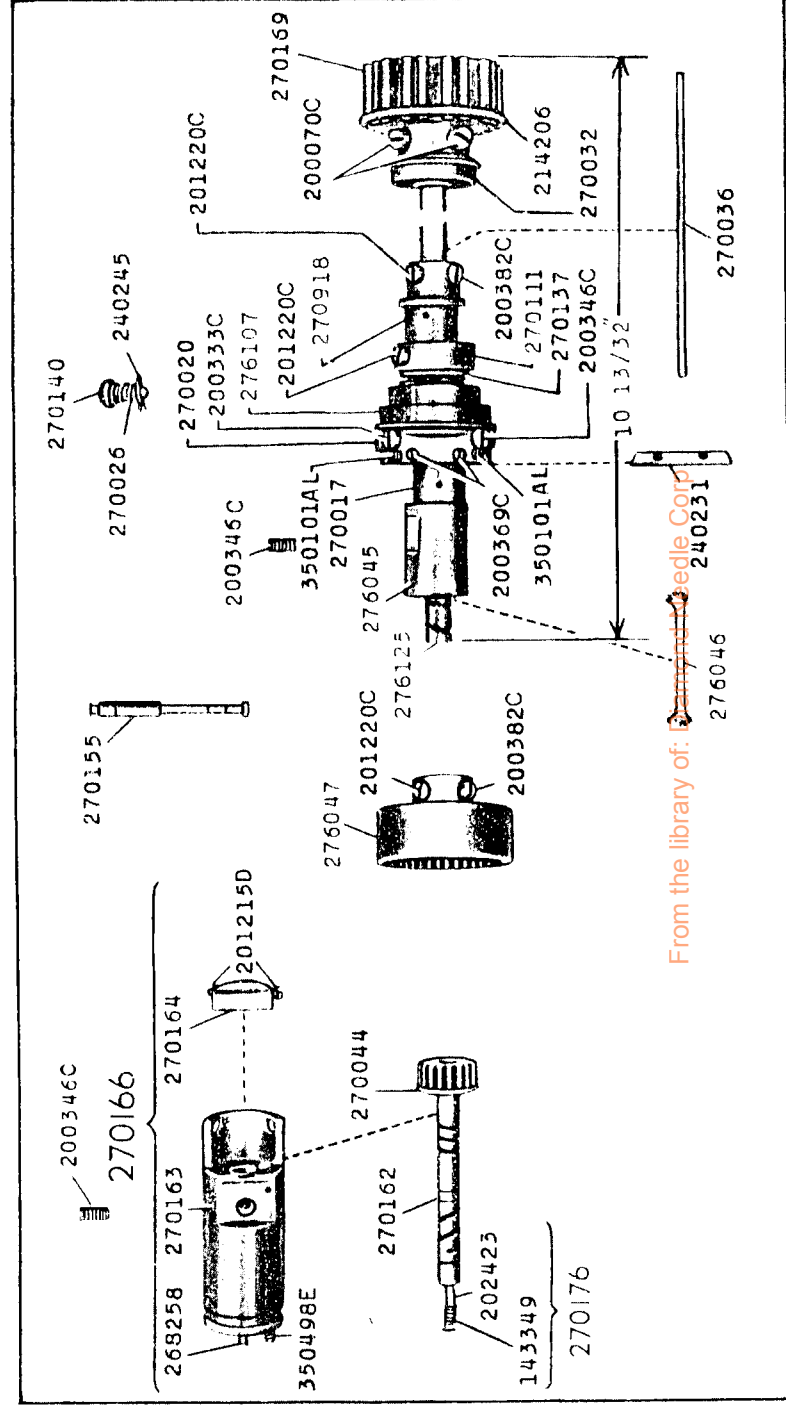 270169
201220C
200070C
214206
270032
270036
240245
270140
270026
270918
201220C
276107
200333C
270020
200382C
270111
270137
200346C
10 13/32"
350101AL
270017
200346C
276045
276125
200369C
350101AL
240231
276046
270155
201220C
200382C
276047
201215D
270164
270166
200346C
270163
268258
350498E
270044
270162
202423
143349
270176
From the library of: Diamond Needle Corp